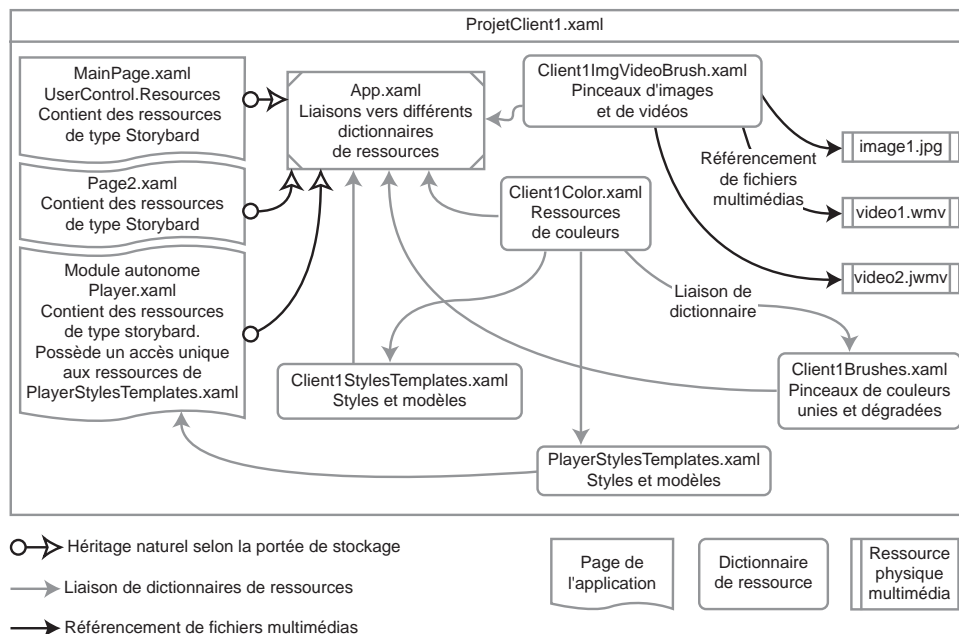 ProjetClient1.xaml
MainPage.xaml
UserControl.Resources
Contient des ressources
de type Storybard
App.xaml
Liaisons vers différents
dictionnaires
de ressources
Client1ImgVideoBrush.xaml
Pinceaux d'images
et de vidéos
image1.jpg
Référencement
de fichiers
multimédias
Page2.xaml
Contient des ressources
de type Storybard
Client1Color.xaml
Ressources
de couleurs
video1.wmv
video2.jwmv
Module autonome
Player.xaml
Contient des ressources
de type storybard.
Possède un accès unique
aux ressources de
PlayerStylesTemplates.xaml
Liaison de
dictionnaire
Client1StylesTemplates.xaml
Styles et modèles
Client1Brushes.xaml
Pinceaux de couleurs
unies et dégradées
PlayerStylesTemplates.xaml
Styles et modèles
Héritage naturel selon la portée de stockage
Liaison de dictionnaires de ressources
Référencement de fichiers multimédias
Page de
l'application
Dictionnaire
de ressource
Ressource
physique
multimédia